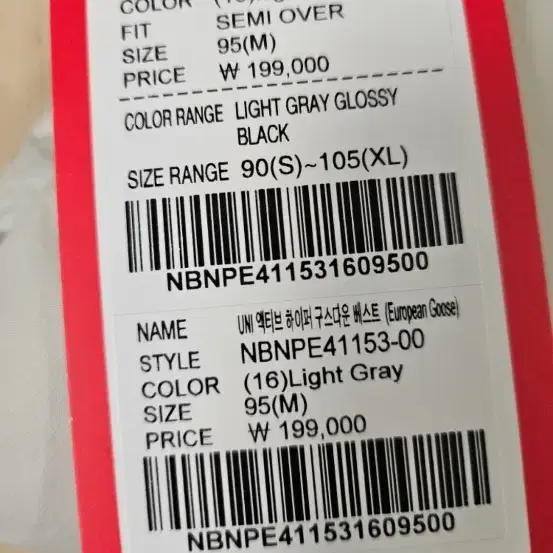 COLOR
FIT SEMI OVER
SIZE 95(M)
PRICE ₩ 199,000
COLOR RANGE LIGHT GRAY GLOSSY
BLACK
SIZE RANGE 90(S)~105(XL)
NBNPE411531609500
NAME UNI 액티브 하이퍼 구스다운 베스트 (European Goose)
STYLE NBNPE41153-00
COLOR (16)Light Gray
SIZE 95(M)
PRICE ₩ 199,000
NBNPE411531609500